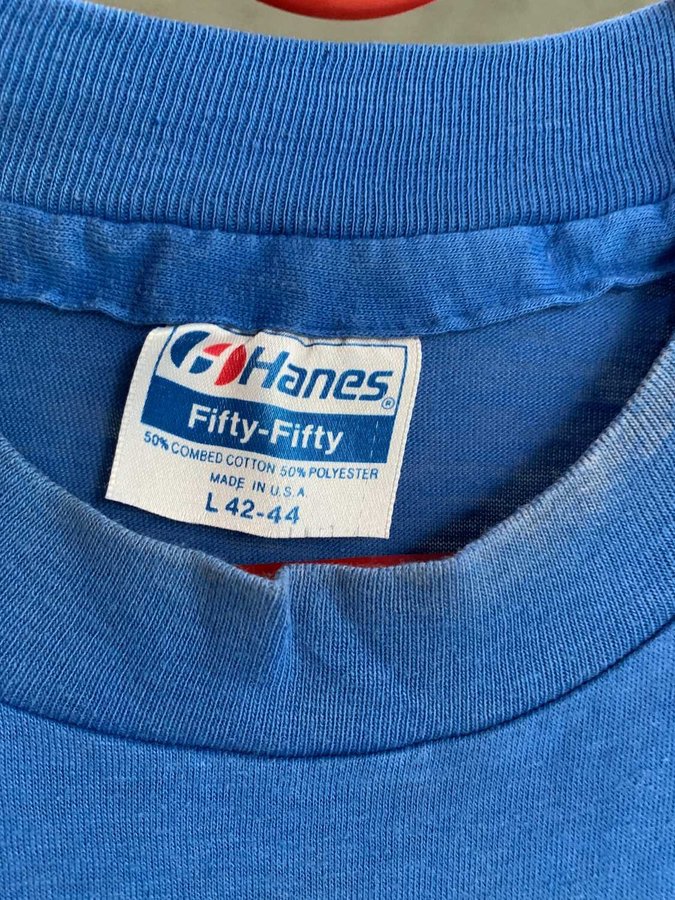 Hanes®
Fifty-Fifty
50% COMBED COTTON 50% POLYESTER
MADE IN U.S.A
L 42-44